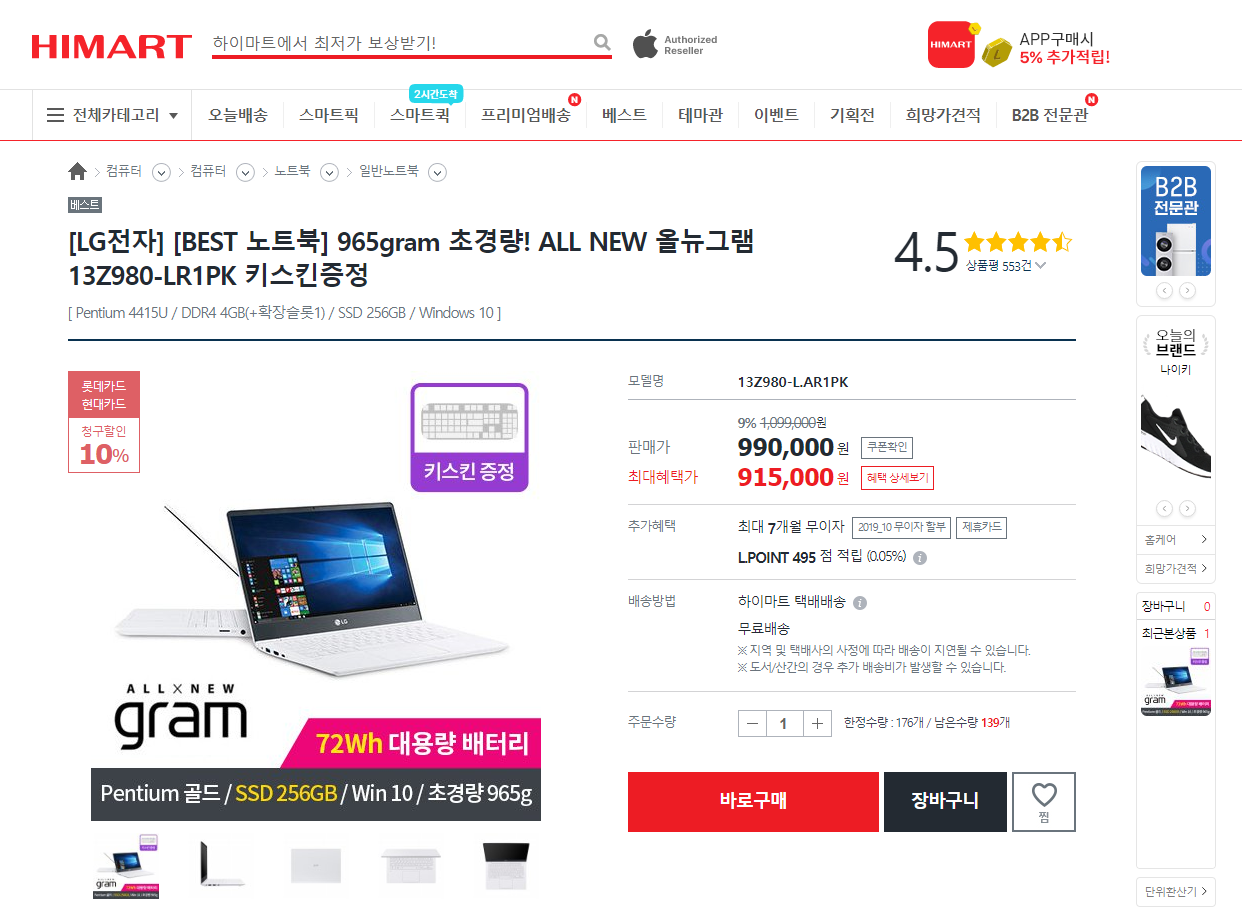 HIMART
하이마트에서 최저가 보상받기!
Authorized
Reseller
HIMART
L
APP구매시
5% 추가적립!
전체카테고리
오늘배송
스마트픽
2시간도착
스마트퀵
프리미엄배송
N
베스트
테마관
이벤트
기획전
희망가견적
B2B 전문관
N
컴퓨터
컴퓨터
노트북
일반노트북
베스트
[LG전자] [BEST 노트북] 965gram 초경량! ALL NEW 올뉴그램
13Z980-LR1PK 키스킨증정
[ Pentium 4415U / DDR4 4GB(+확장슬롯1) / SSD 256GB / Windows 10 ]
4.5
상품평 553건
롯데카드
현대카드
청구할인
10%
키스킨 증정
LG
ALL X NEW
gram
72Wh 대용량 배터리
Pentium 골드 / SSD 256GB / Win 10 / 초경량 965g
gram
모델명
13Z980-L.AR1PK
9% 1,099,000원
판매가
990,000 원
쿠폰확인
최대혜택가
915,000 원
혜택 상세보기
추가혜택
최대 7개월 무이자
2019_10 무이자 할부
제휴카드
LPOINT 495 점 적립 (0.05%)
i
배송방법
하이마트 택배배송
i
무료배송
※ 지역 및 택배사의 사정에 따라 배송이 지연될 수 있습니다.
※ 도서/산간의 경우 추가 배송비가 발생할 수 있습니다.
주문수량
1
한정수량 : 176개 / 남은수량 139개
바로구매
장바구니
찜
B2B
전문관
오늘의
브랜드
나이키
홈케어
희망가견적
장바구니 0
최근본상품 1
gram
단위환산기